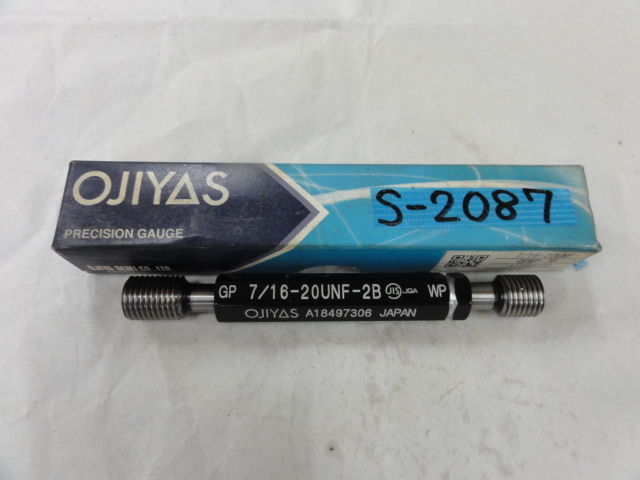 OJIYAS
PRECISION GAUGE
S-2087
GP 7/16-20UNF-2B JIS JGA WP
OJIYAS A18497306 JAPAN